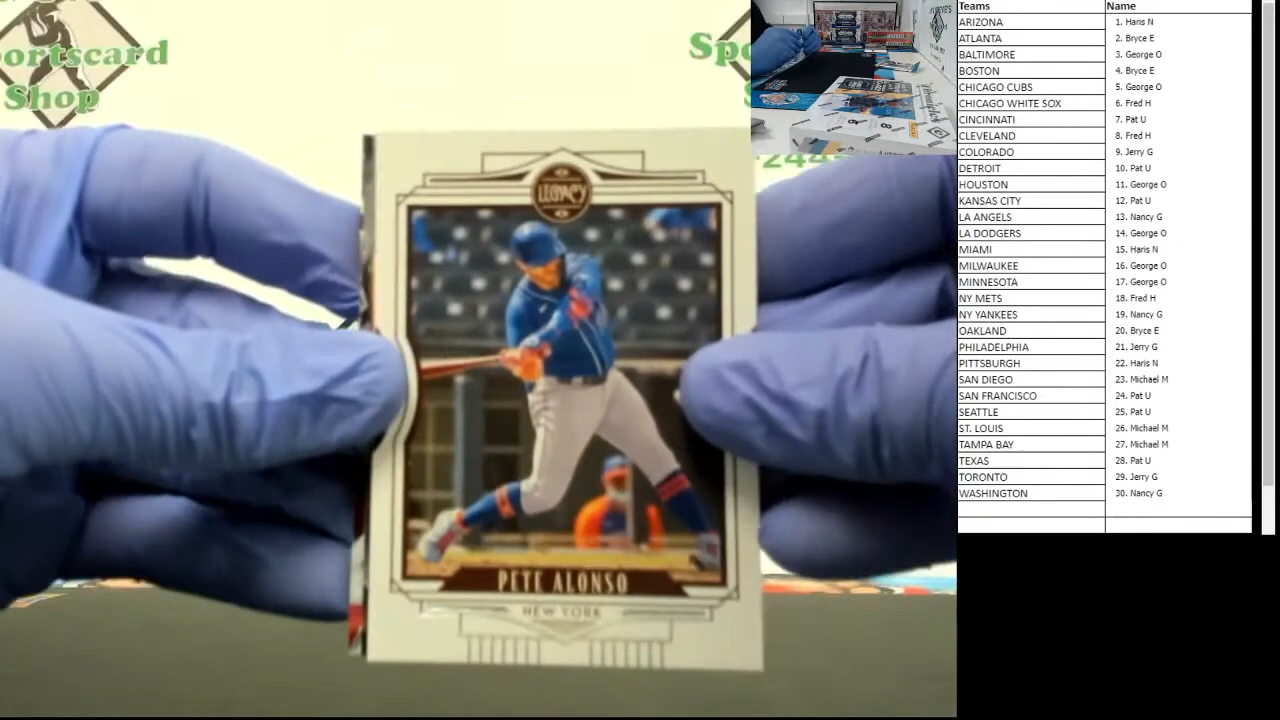 Sportscard
Shop
Spo
S
244
LEGACY
PETE ALONSO
NEW YORK
Teams Name
ARIZONA 1. Haris N
ATLANTA 2. Bryce E
BALTIMORE 3. George O
BOSTON 4. Bryce E
CHICAGO CUBS 5. George O
CHICAGO WHITE SOX 6. Fred H
CINCINNATI 7. Pat U
CLEVELAND 8. Fred H
COLORADO 9. Jerry G
DETROIT 10. Pat U
HOUSTON 11. George O
KANSAS CITY 12. Pat U
LA ANGELS 13. Nancy G
LA DODGERS 14. George O
MIAMI 15. Haris N
MILWAUKEE 16. George O
MINNESOTA 17. George O
NY METS 18. Fred H
NY YANKEES 19. Nancy G
OAKLAND 20. Bryce E
PHILADELPHIA 21. Jerry G
PITTSBURGH 22. Haris N
SAN DIEGO 23. Michael M
SAN FRANCISCO 24. Pat U
SEATTLE 25. Pat U
ST. LOUIS 26. Michael M
TAMPA BAY 27. Michael M
TEXAS 28. Pat U
TORONTO 29. Jerry G
WASHINGTON 30. Nancy G